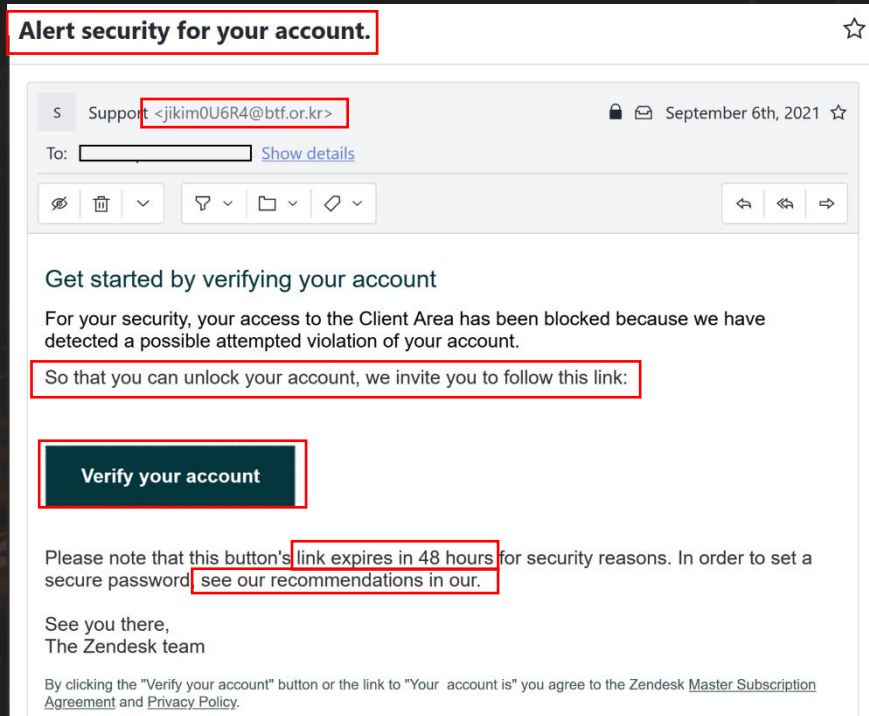 Alert security for your account.
S Support <jikim0U6R4@btf.or.kr> September 6th, 2021
To: Show details
Get started by verifying your account
For your security, your access to the Client Area has been blocked because we have
detected a possible attempted violation of your account.
So that you can unlock your account, we invite you to follow this link:
Verify your account
Please note that this button's link expires in 48 hours for security reasons. In order to set a
secure password, see our recommendations in our.
See you there,
The Zendesk team
By clicking the "Verify your account" button or the link to "Your account is" you agree to the Zendesk Master Subscription
Agreement and Privacy Policy.